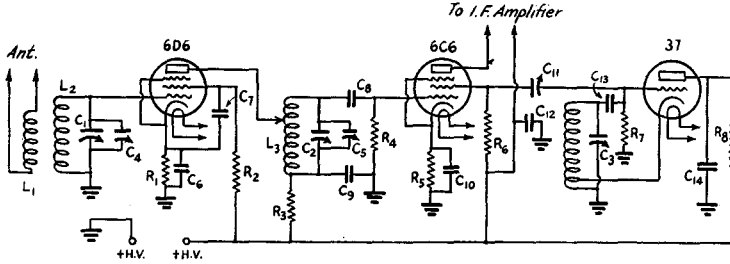 To I.F. Amplifier
Ant.
6D6
6C6
37
L2
C1
C4
L1
C7
R1
C6
R2
C8
L3
C2
C5
R4
C9
R3
C11
C12
R6
R5
C10
C13
R7
C3
C14
R8
+H.V.
+H.V.